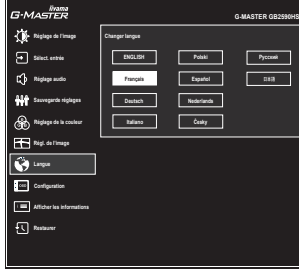 iiyama
G-MASTER
G-MASTER GB2590HS
Réglage de l'image
Sélect. entrée
Réglage audio
Sauvegarde réglages
Réglage de la couleur
Régl. de l'image
Langue
Configuration
Afficher les informations
Restaurer
Changer langue
ENGLISH
Polski
Русский
Français
Español
日本語
Deutsch
Nederlands
Italiano
Česky